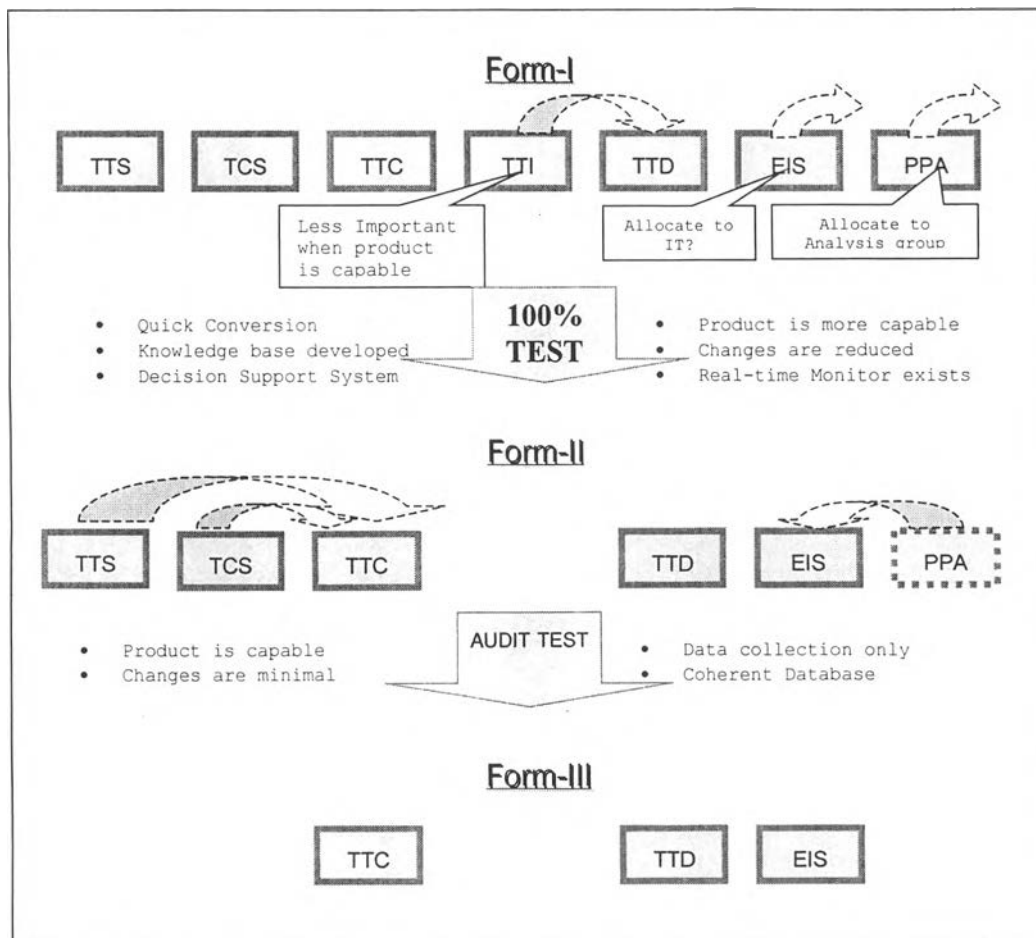 Form-I
TTS TCS TTC TTI TTD EIS PPA
Less Important
when product
is capable
Allocate to
IT?
Allocate to
Analysis group
100%
TEST
• Quick Conversion
• Knowledge base developed
• Decision Support System
• Product is more capable
• Changes are reduced
• Real-time Monitor exists
Form-II
TTS TCS TTC TTD EIS PPA
AUDIT TEST
• Product is capable
• Changes are minimal
• Data collection only
• Coherent Database
Form-III
TTC TTD EIS